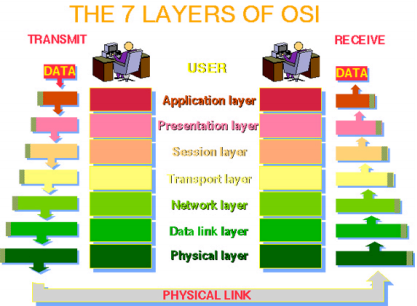 THE 7 LAYERS OF OSI
TRANSMIT
RECEIVE
DATA
USER
DATA
Application layer
Presentation layer
Session layer
Transport layer
Network layer
Data link layer
Physical layer
PHYSICAL LINK